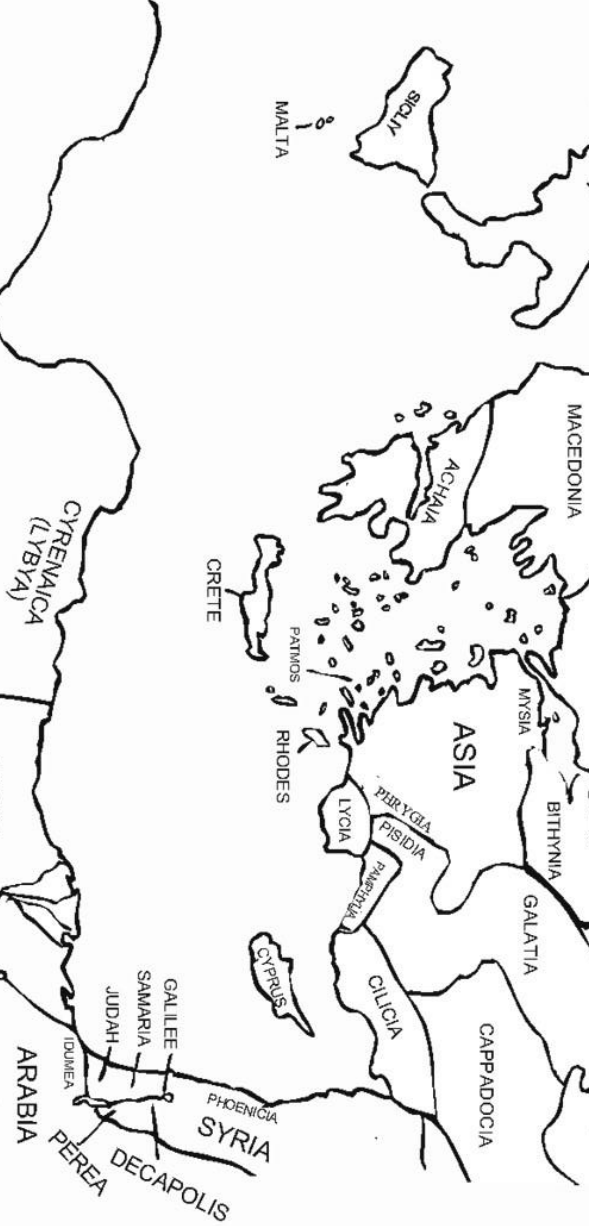 MACEDONIA
BITHYNIA
MYSIA
GALATIA
CAPPADOCIA
ASIA
ACHAIA
SICLIY
PHRYGIA
PISIDIA
LYCIA
PAMPHYLIA
CILICIA
MALTA
PATMOS
RHODES
CRETE
CYPRUS
PHOENICIA
SYRIA
GALILEE
SAMARIA
JUDAH
DECAPOLIS
PEREA
IDUMEA
CYRENAICA
(LYBYA)
ARABIA